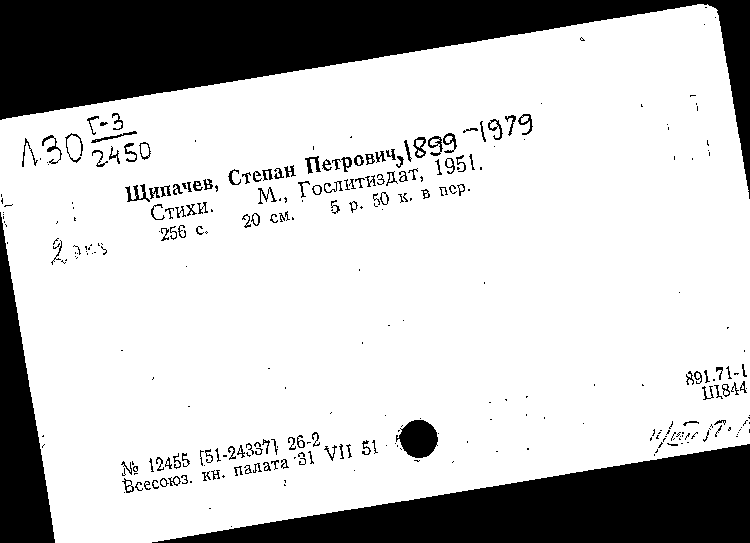 Л30 Г-3
2450
Щипачев, Степан Петрович, 1899-1979
Стихи. М., Гослитиздат, 1951.
256 с. 20 см. 5 р. 50 к. в пер.
2 экз
891.71-1
Щ844
№ 12455 [51-24337] 26-2
Всесоюз. кн. палата 31 VII 51